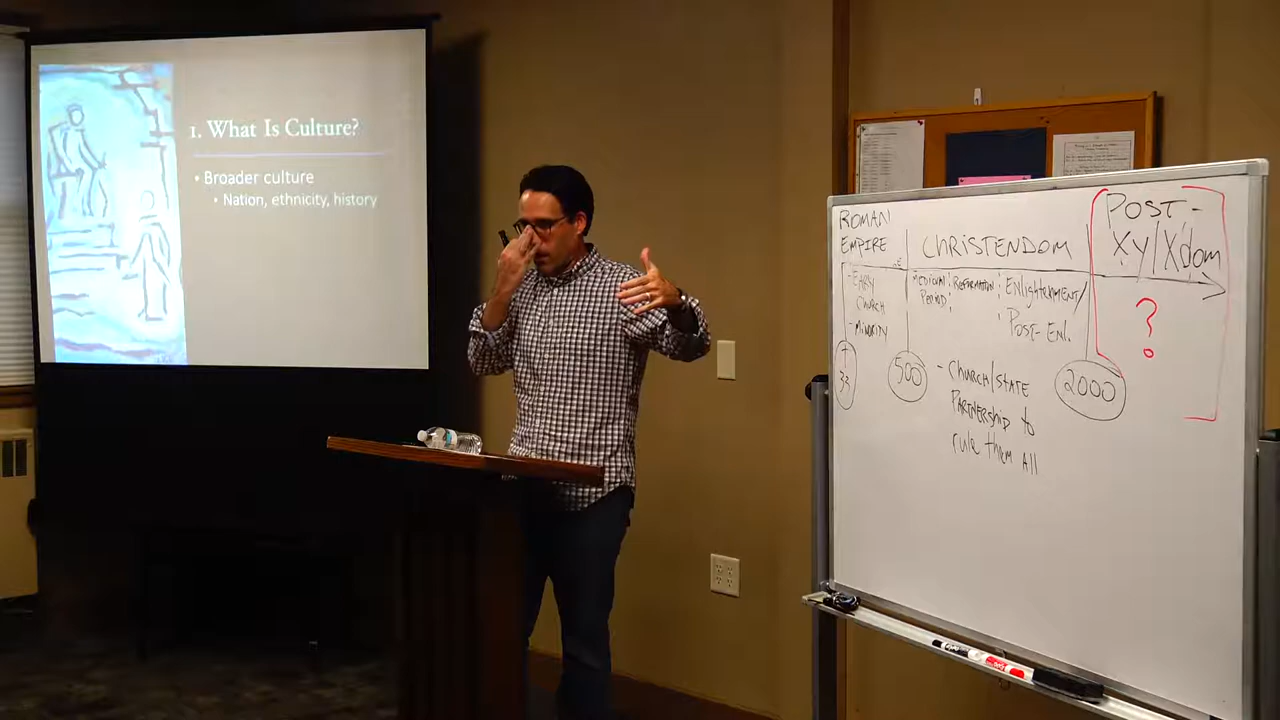 1. What Is Culture?
• Broader culture
• Nation, ethnicity, history
ROMAN
EMPIRE
- EARLY
CHURCH
- MINORITY
33
CHRISTENDOM
MEDIEVAL
PERIOD
REFORMATION
ENLIGHTENMENT/
POST-ENL.
500
- CHURCH/STATE
PARTNERSHIP to
rule them All
2000
POST-
Xy/Xdom
?